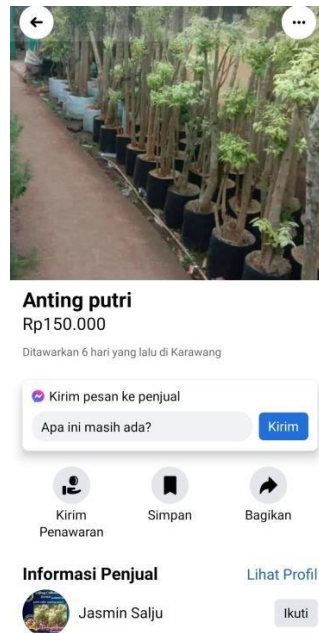 Anting putri
Rp150.000
Ditawarkan 6 hari yang lalu di Karawang
Kirim pesan ke penjual
Apa ini masih ada?
Kirim
Kirim
Penawaran
Simpan
Bagikan
Informasi Penjual
Lihat Profil
Jasmin Salju
Ikuti